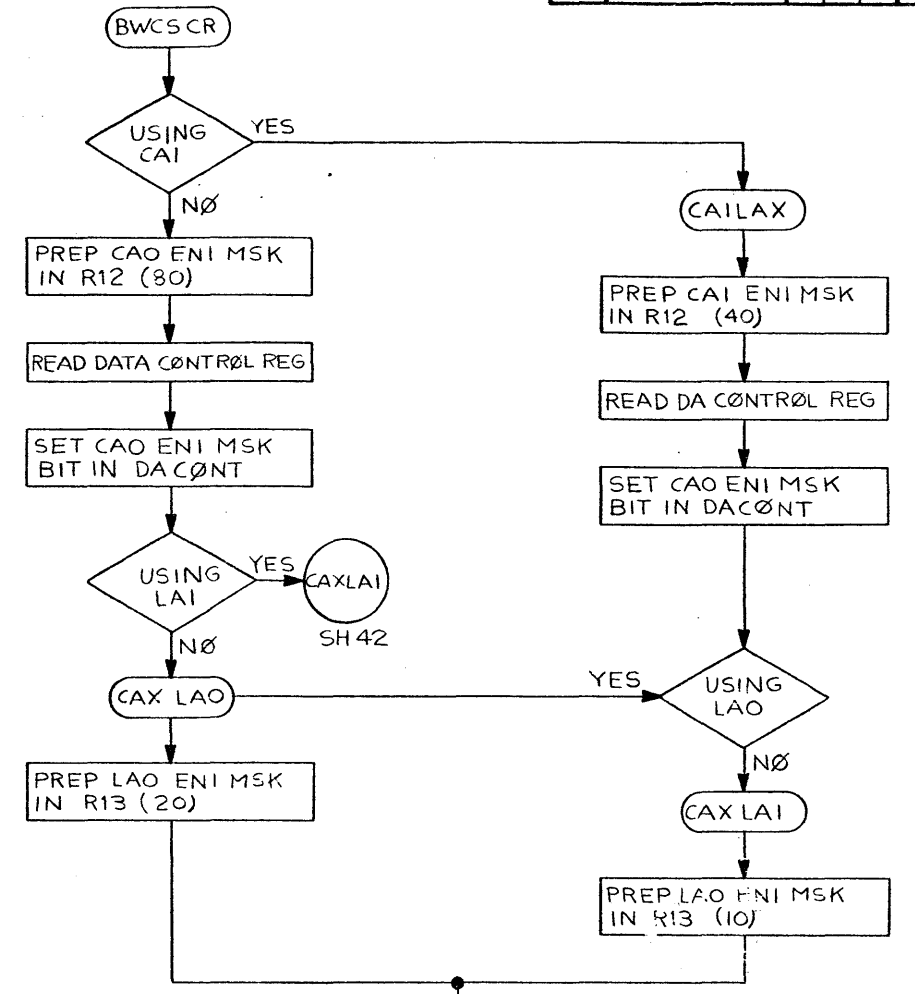 BWCSCR
USING
CAI
YES
NØ
PREP CAO ENI MSK
IN R12 (80)
READ DATA CØNTRØL REG
SET CAO ENI MSK
BIT IN DACØNT
USING
LAI
YES
CAXLAI
SH 42
NØ
CAX LAO
PREP LAO ENI MSK
IN R13 (20)
CAILAX
PREP CAI ENI MSK
IN R12 (40)
READ DA CØNTRØL REG
SET CAO ENI MSK
BIT IN DACØNT
YES
USING
LAO
NØ
CAX LAI
PREP LAO ENI MSK
IN R13 (10)